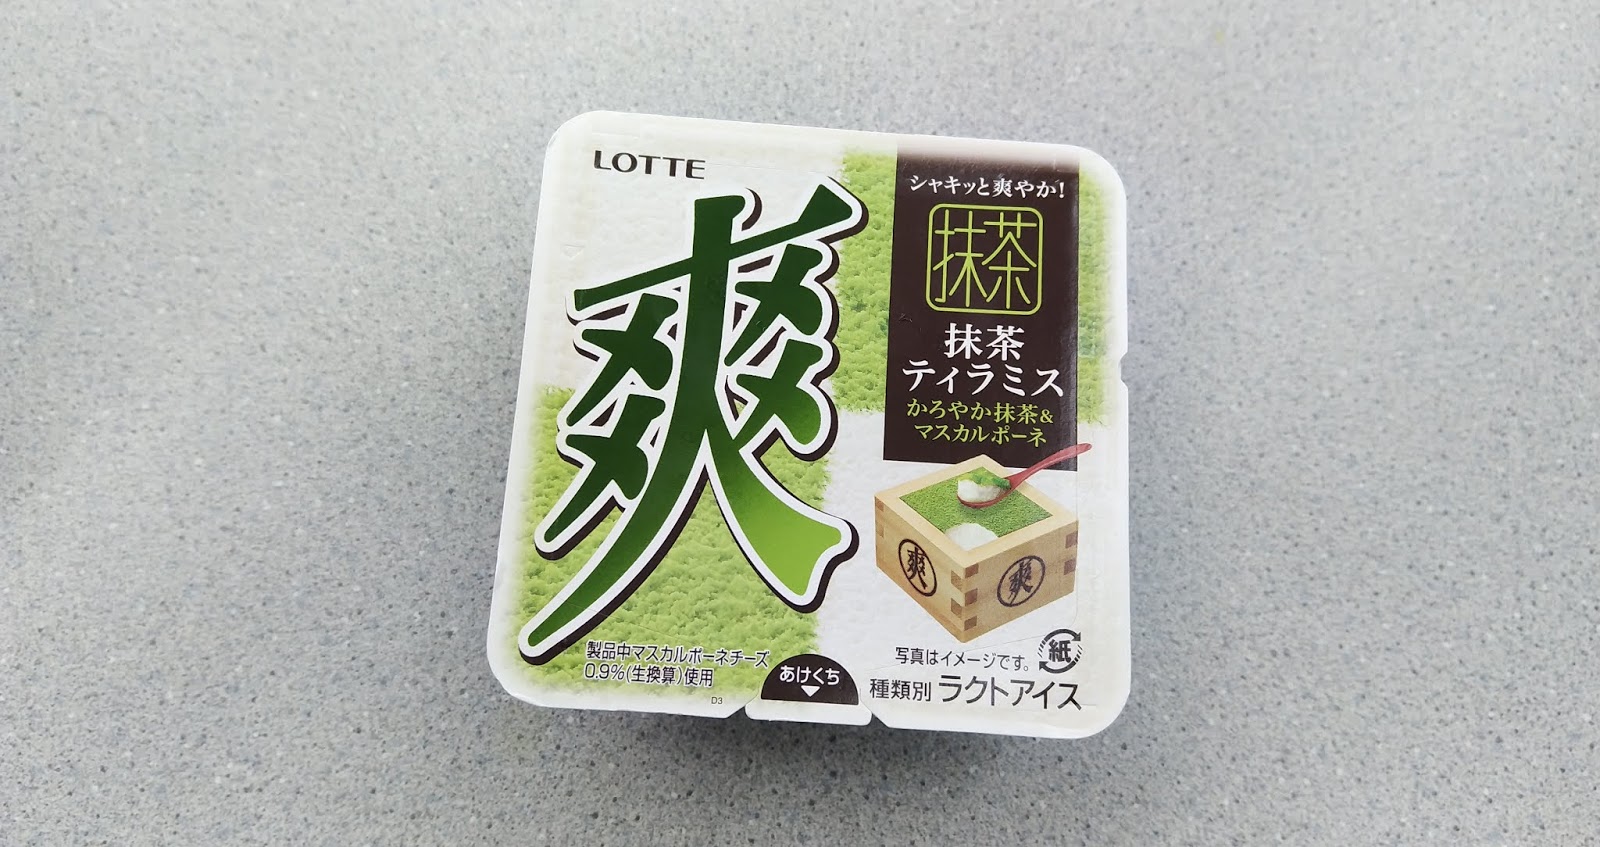 LOTTE
爽
シャキッと爽やか!
抹茶
抹茶
ティラミス
かろやか抹茶&
マスカルポーネ
爽
爽
製品中マスカルポーネチーズ
0.9%(生換算)使用
D3
あけくち
写真はイメージです。
紙
種類別 ラクトアイス